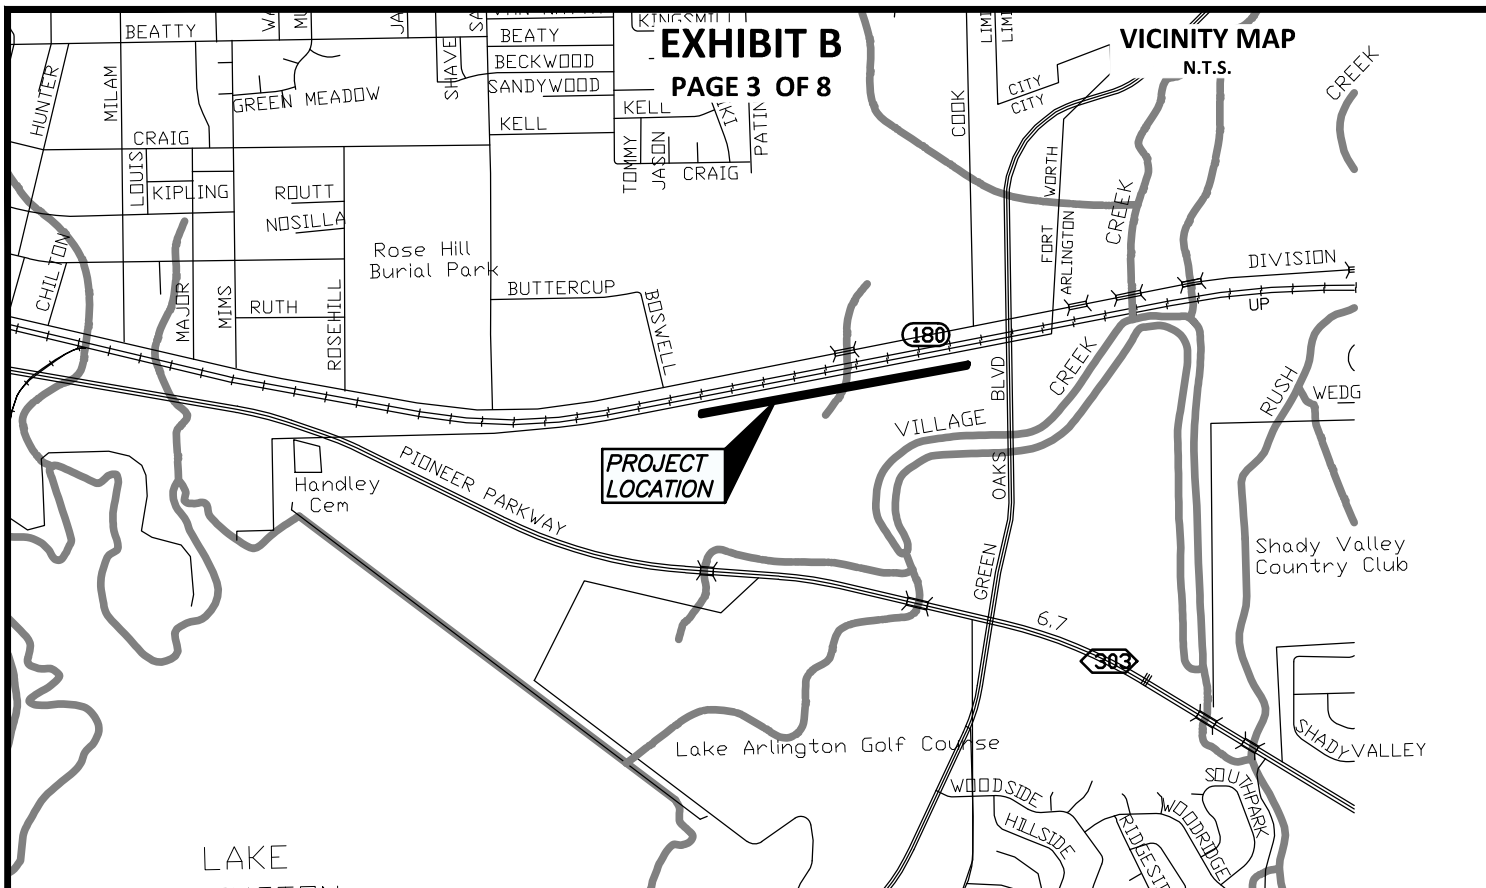 EXHIBIT B
PAGE 3 OF 8
VICINITY MAP
N.T.S.
BEATTY
BEATY
BECKWOOD
SANDYWOOD
KELL
KELL
KINGSMILL
HUNTER
MILAM
GREEN MEADOW
CRAIG
CRAIG
TOMMY
JASON
COOK
CITY
CITY
CREEK
LOUIS
KIPLING
ROUTT
NOSILLA
Rose Hill
Burial Park
CHILTON
MAJOR
MIMS
RUTH
ROSEHILL
BUTTERCUP
BOSWELL
FORT WORTH
ARLINGTON
CREEK
DIVISION
UP
180
PROJECT
LOCATION
VILLAGE
CREEK
GREEN OAKS BLVD
RUSH
WEDG
Handley
Cem
PIONEER PARKWAY
Shady Valley
Country Club
6.7
303
SHADY VALLEY
Lake Arlington Golf Course
WOODSIDE
HILLSIDE
SOUTHPARK
WOODRIDGE
LAKE